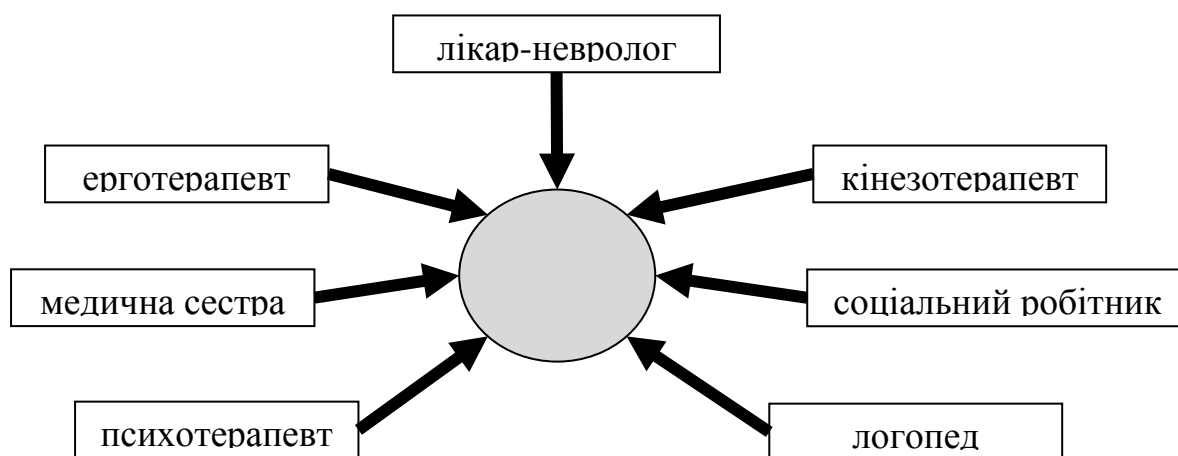 лікар-невролог
ерготерапевт
кінезотерапевт
медична сестра
соціальний робітник
психотерапевт
логопед